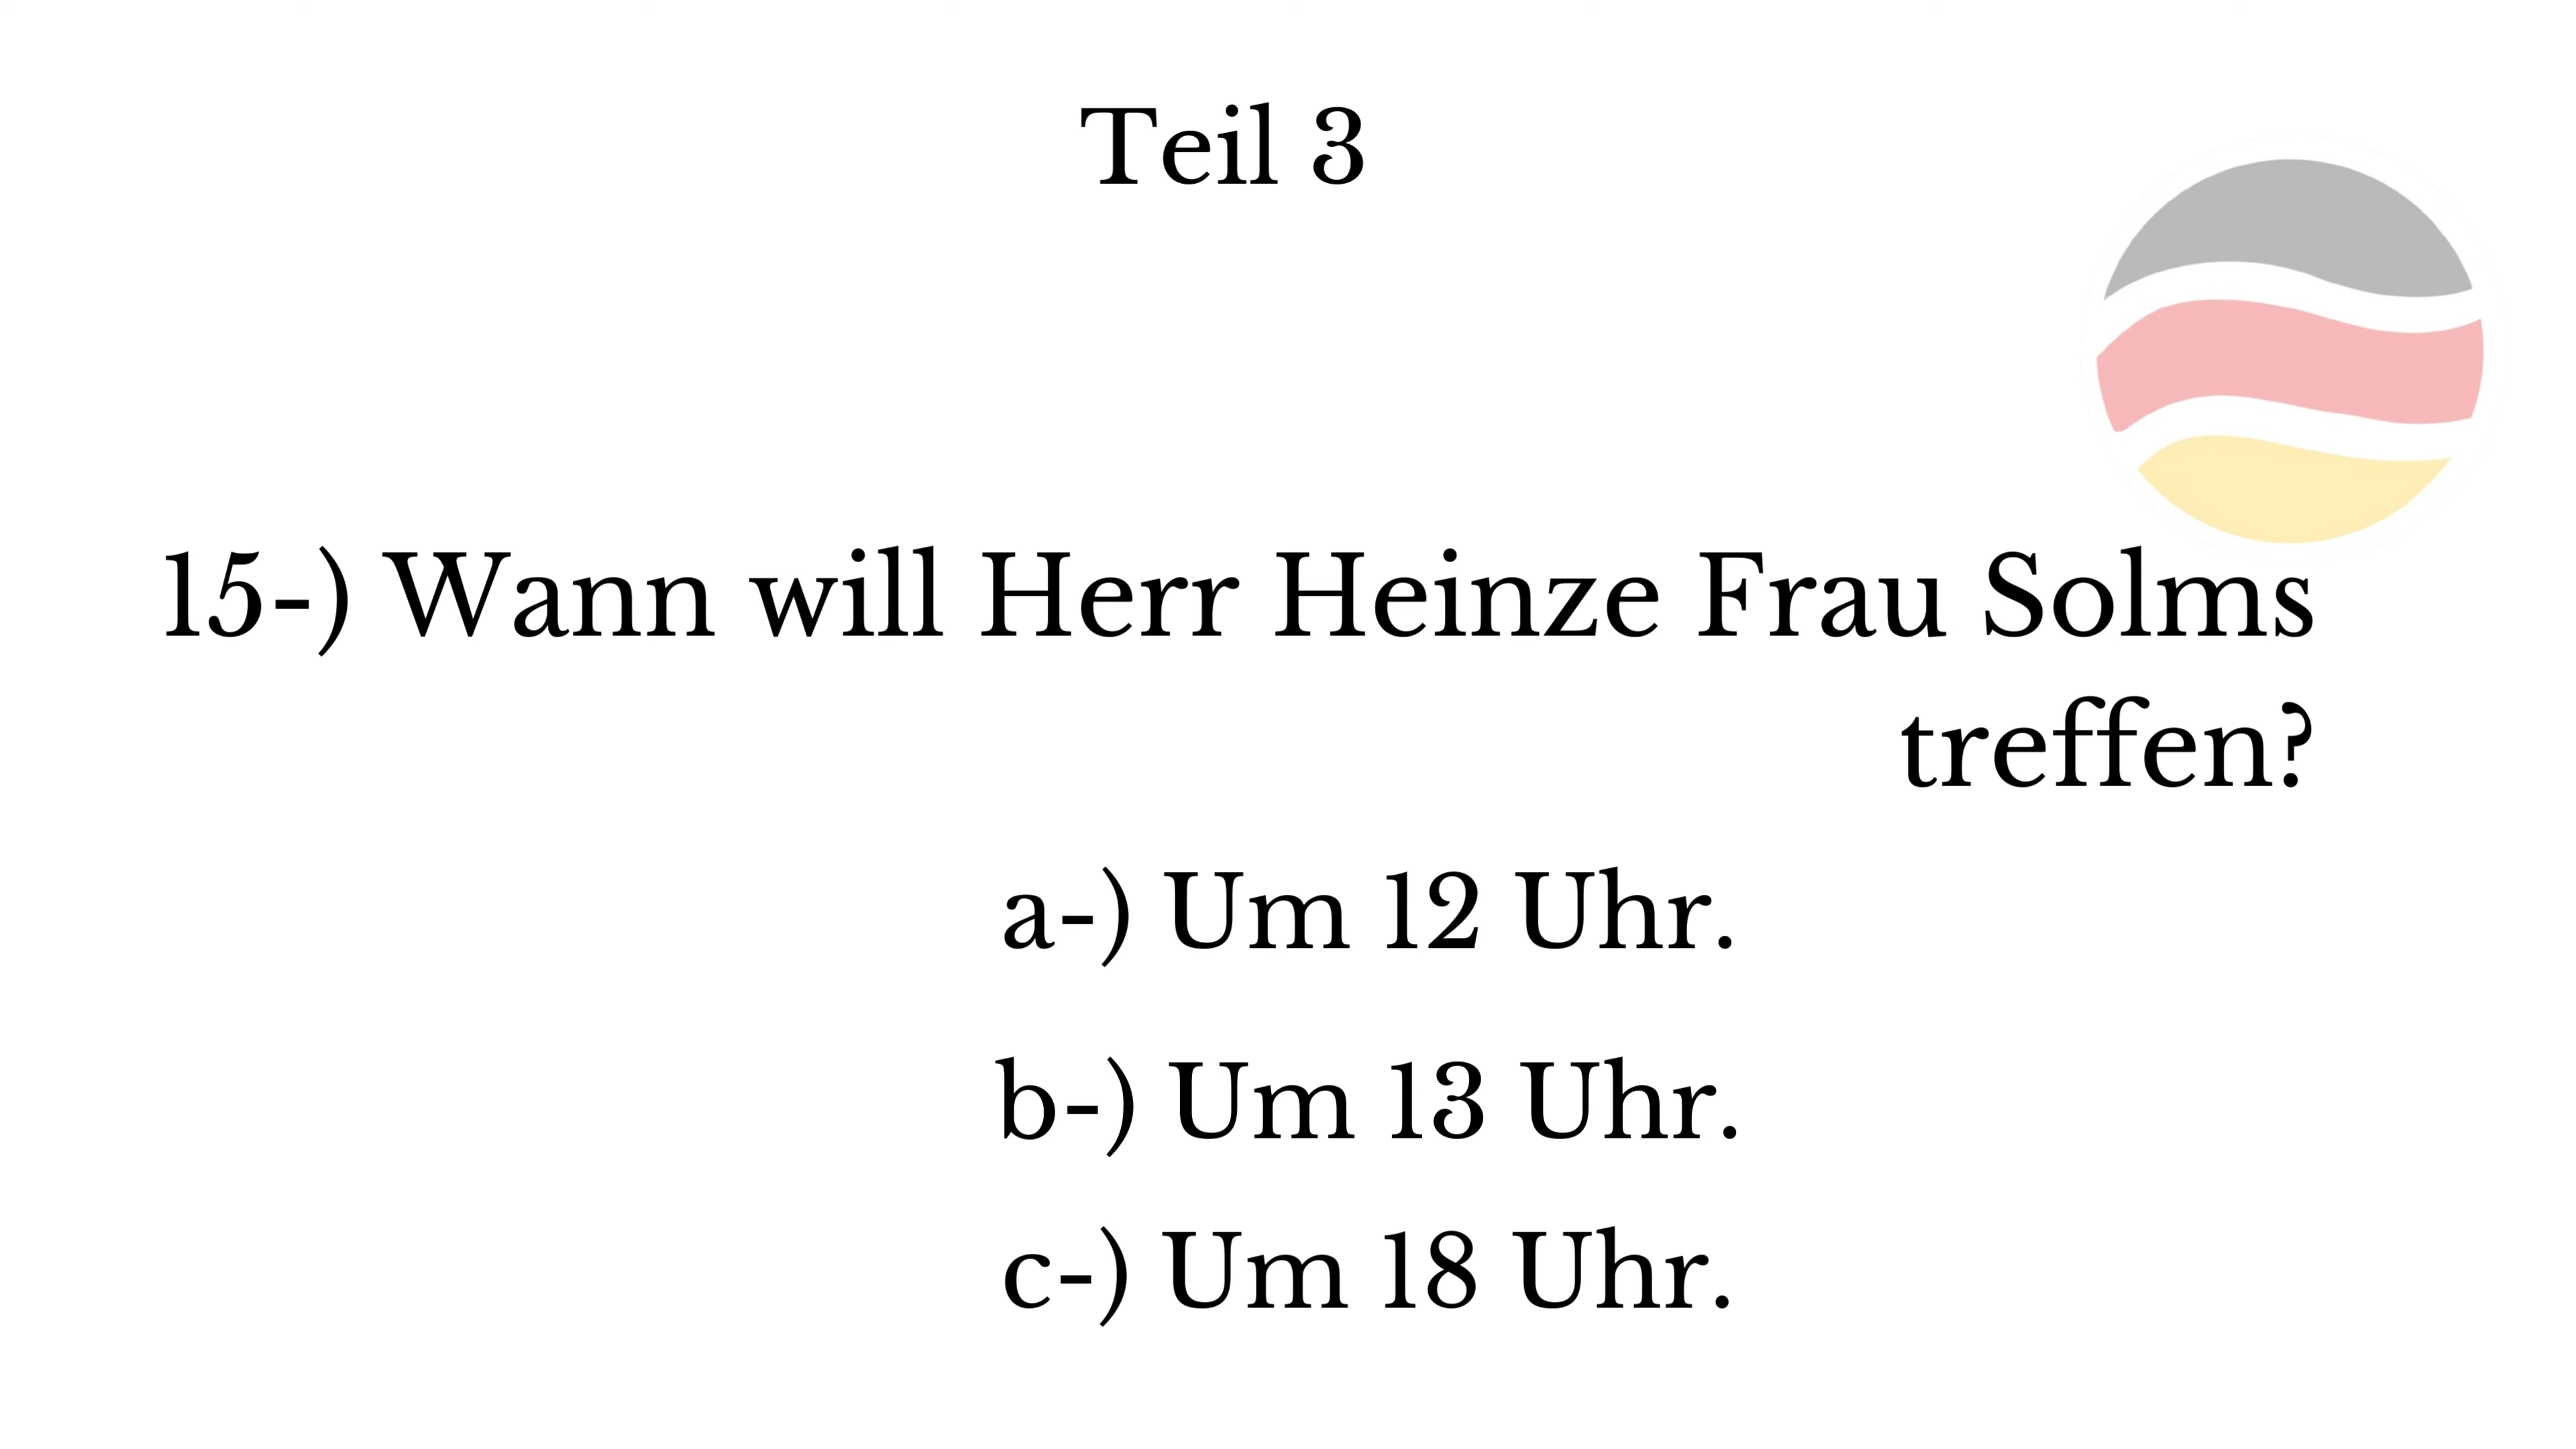 Teil 3
15-) Wann will Herr Heinze Frau Solms
treffen?
a-) Um 12 Uhr.
b-) Um 13 Uhr.
c-) Um 18 Uhr.